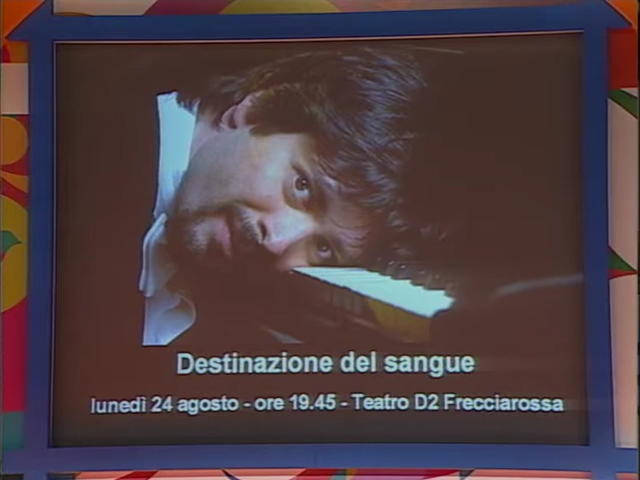 Destinazione del sangue
lunedì 24 agosto - ore 19.45 - Teatro D2 Frecciarossa